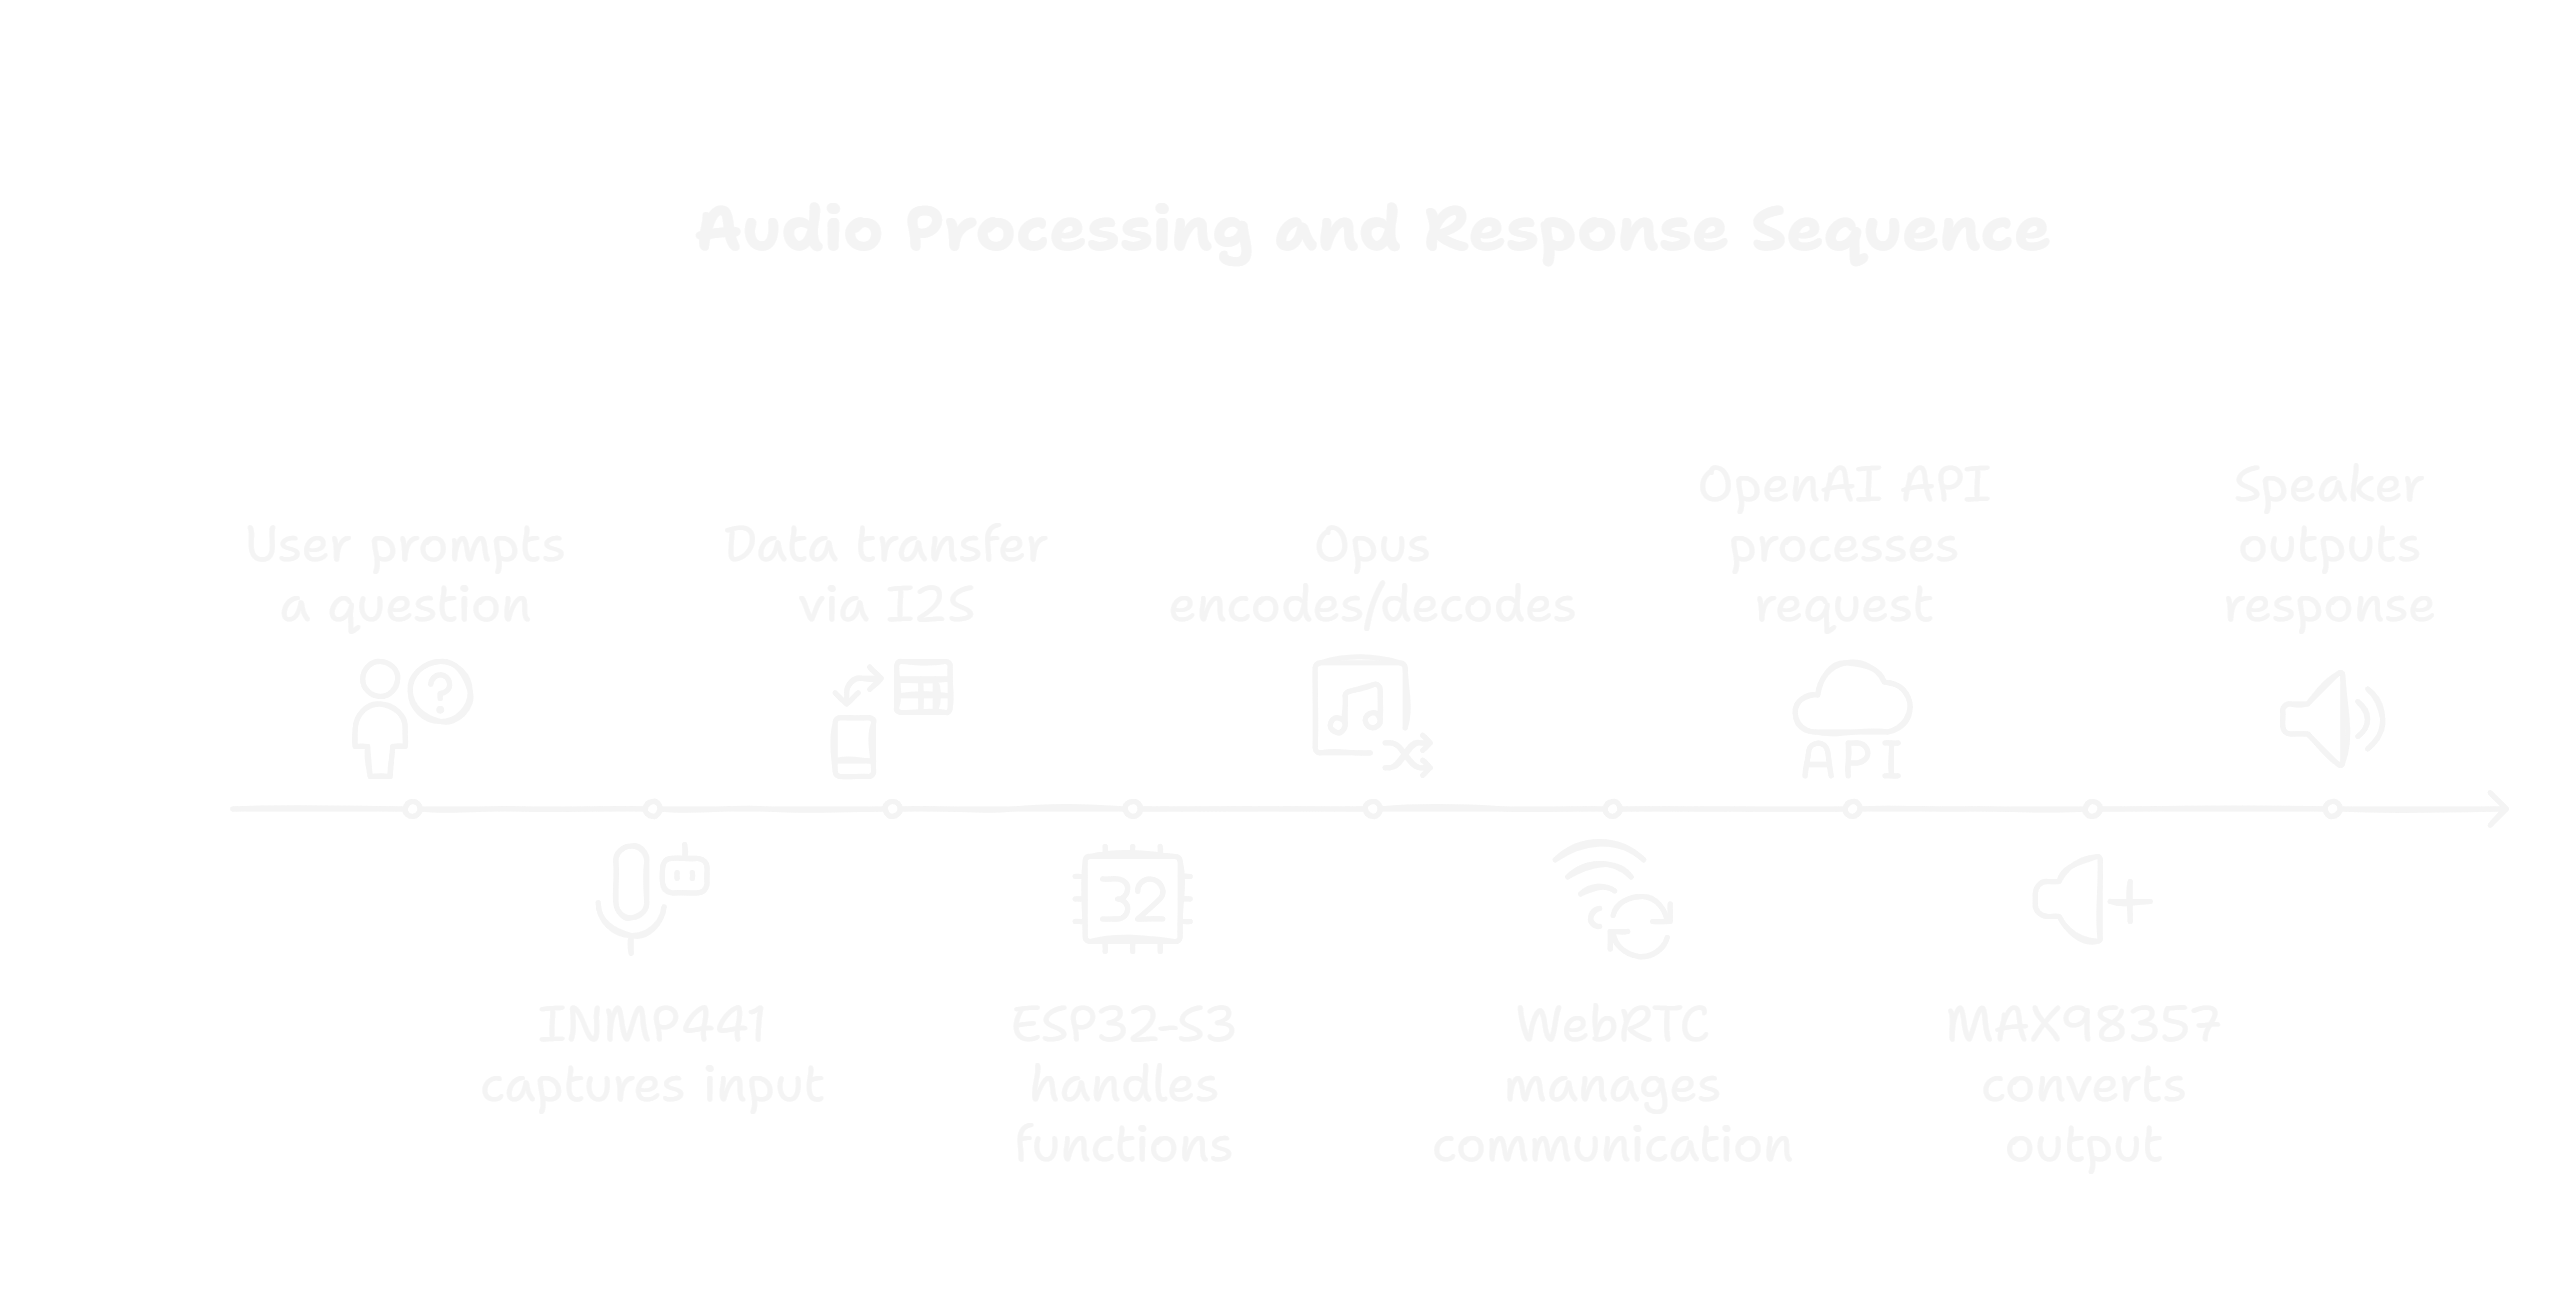 Audio Processing and Response Sequence
User prompts
a question
INMP441
captures input
Data transfer
via I2S
32
ESP32-S3
handles
functions
Opus
encodes/decodes
WebRTC
manages
communication
OpenAI API
processes
request
API
MAX98357
converts
output
Speaker
outputs
response